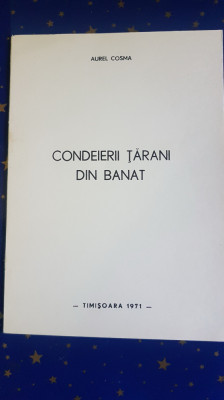 AUREL COSMA
CONDEIERII ȚĂRANI
DIN BANAT
— TIMIȘOARA 1971 —